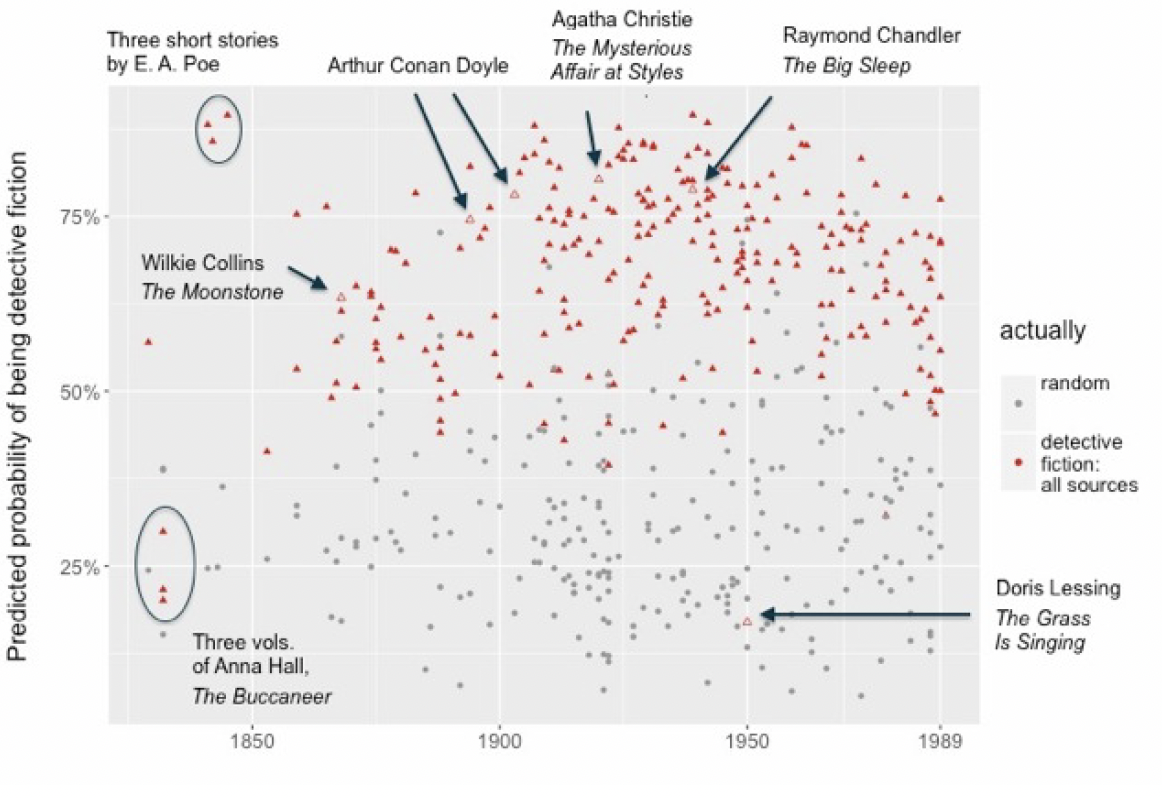 Agatha Christie
The Mysterious
Affair at Styles
Three short stories
by E. A. Poe
Arthur Conan Doyle
Raymond Chandler
The Big Sleep
Predicted probability of being detective fiction
75%
50%
25%
Wilkie Collins
The Moonstone
Three vols.
of Anna Hall,
The Buccaneer
Doris Lessing
The Grass
Is Singing
actually
random
detective
fiction:
all sources
1850
1900
1950
1989